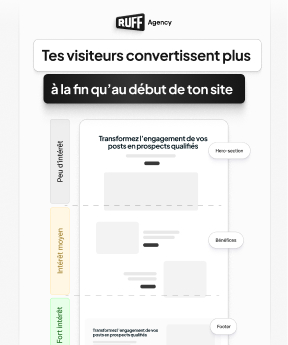 RUFF Agency
Tes visiteurs convertissent plus
à la fin qu'au début de ton site
Peu d'intérêt
Transformez l'engagement de vos
posts en prospects qualifiés
Hero-section
Intérêt moyen
Bénéfices
Fort intérêt
Footer
Transformez l'engagement de vos
posts en prospects qualifiés